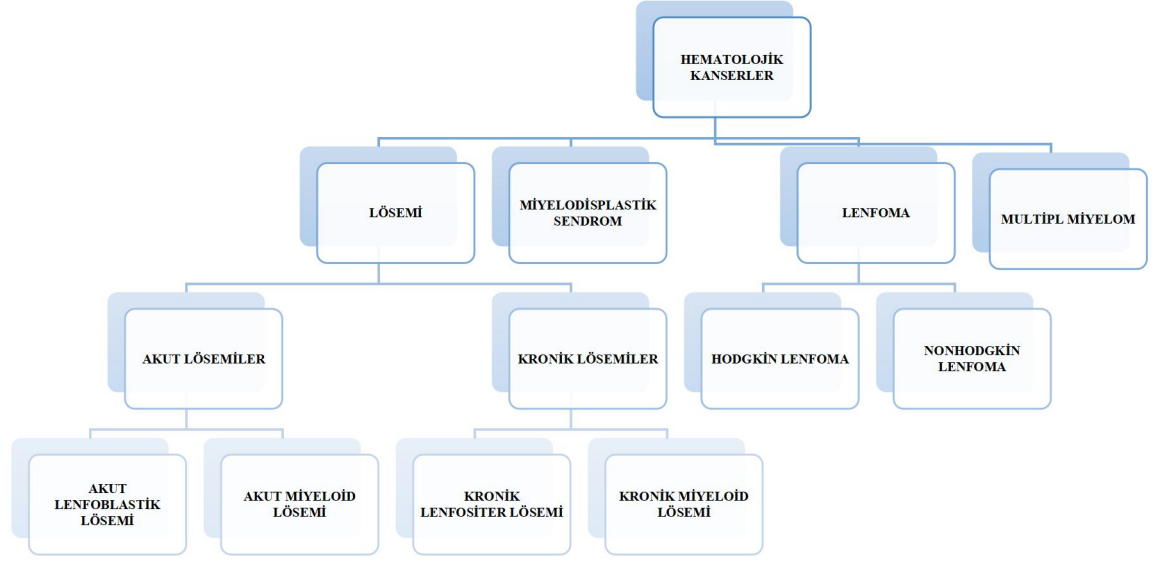 HEMATOLOJİK
KANSERLER
LÖSEMİ
MİYELODİSPLASTİK
SENDROM
LENFOMA
MULTİPL MİYELOM
AKUT LÖSEMİLER
KRONİK LÖSEMİLER
HODGKİN LENFOMA
NONHODGKİN
LENFOMA
AKUT
LENFOBLASTİK
LÖSEMİ
AKUT MİYELOİD
LÖSEMİ
KRONİK
LENFOSİTER LÖSEMİ
KRONİK MİYELOİD
LÖSEMİ